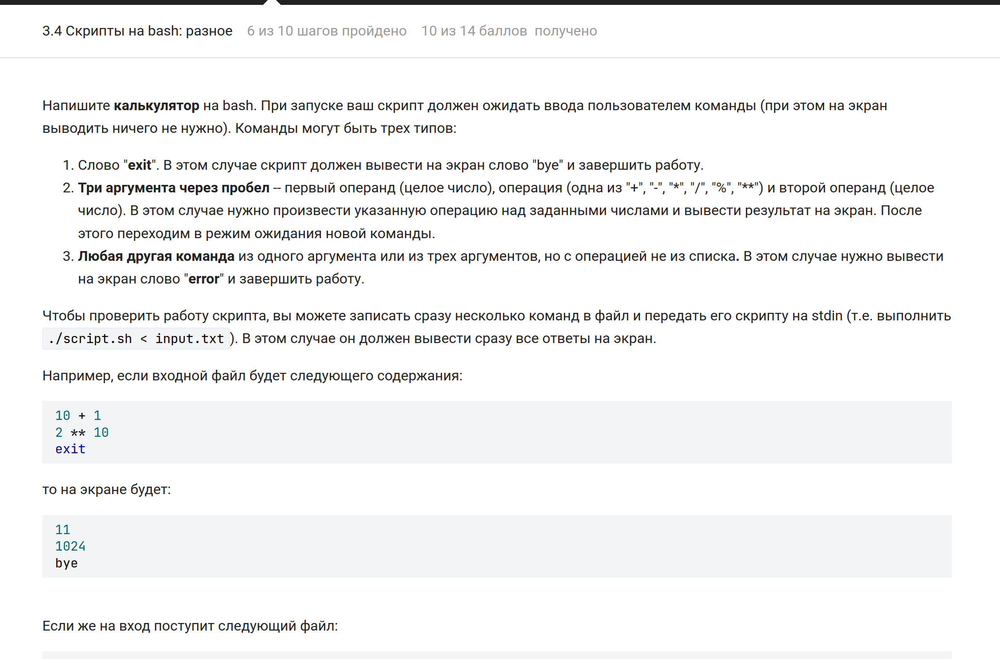 3.4 Скрипты на bash: разное 6 из 10 шагов пройдено 10 из 14 баллов получено
Напишите калькулятор на bash. При запуске ваш скрипт должен ожидать ввода пользователем команды (при этом на экран
выводить ничего не нужно). Команды могут быть трех типов:
1. Слово "exit". В этом случае скрипт должен вывести на экран слово "bye" и завершить работу.
2. Три аргумента через пробел -- первый операнд (целое число), операция (одна из "+", "-", "*", "/", "%", "**") и второй операнд (целое
число). В этом случае нужно произвести указанную операцию над заданными числами и вывести результат на экран. После
этого переходим в режим ожидания новой команды.
3. Любая другая команда из одного аргумента или из трех аргументов, но с операцией не из списка. В этом случае нужно вывести
на экран слово "error" и завершить работу.
Чтобы проверить работу скрипта, вы можете записать сразу несколько команд в файл и передать его скрипту на stdin (т.е. выполнить
./script.sh < input.txt). В этом случае он должен вывести сразу все ответы на экран.
Например, если входной файл будет следующего содержания:
10 + 1
2 ** 10
exit
то на экране будет:
11
1024
bye
Если же на вход поступит следующий файл: